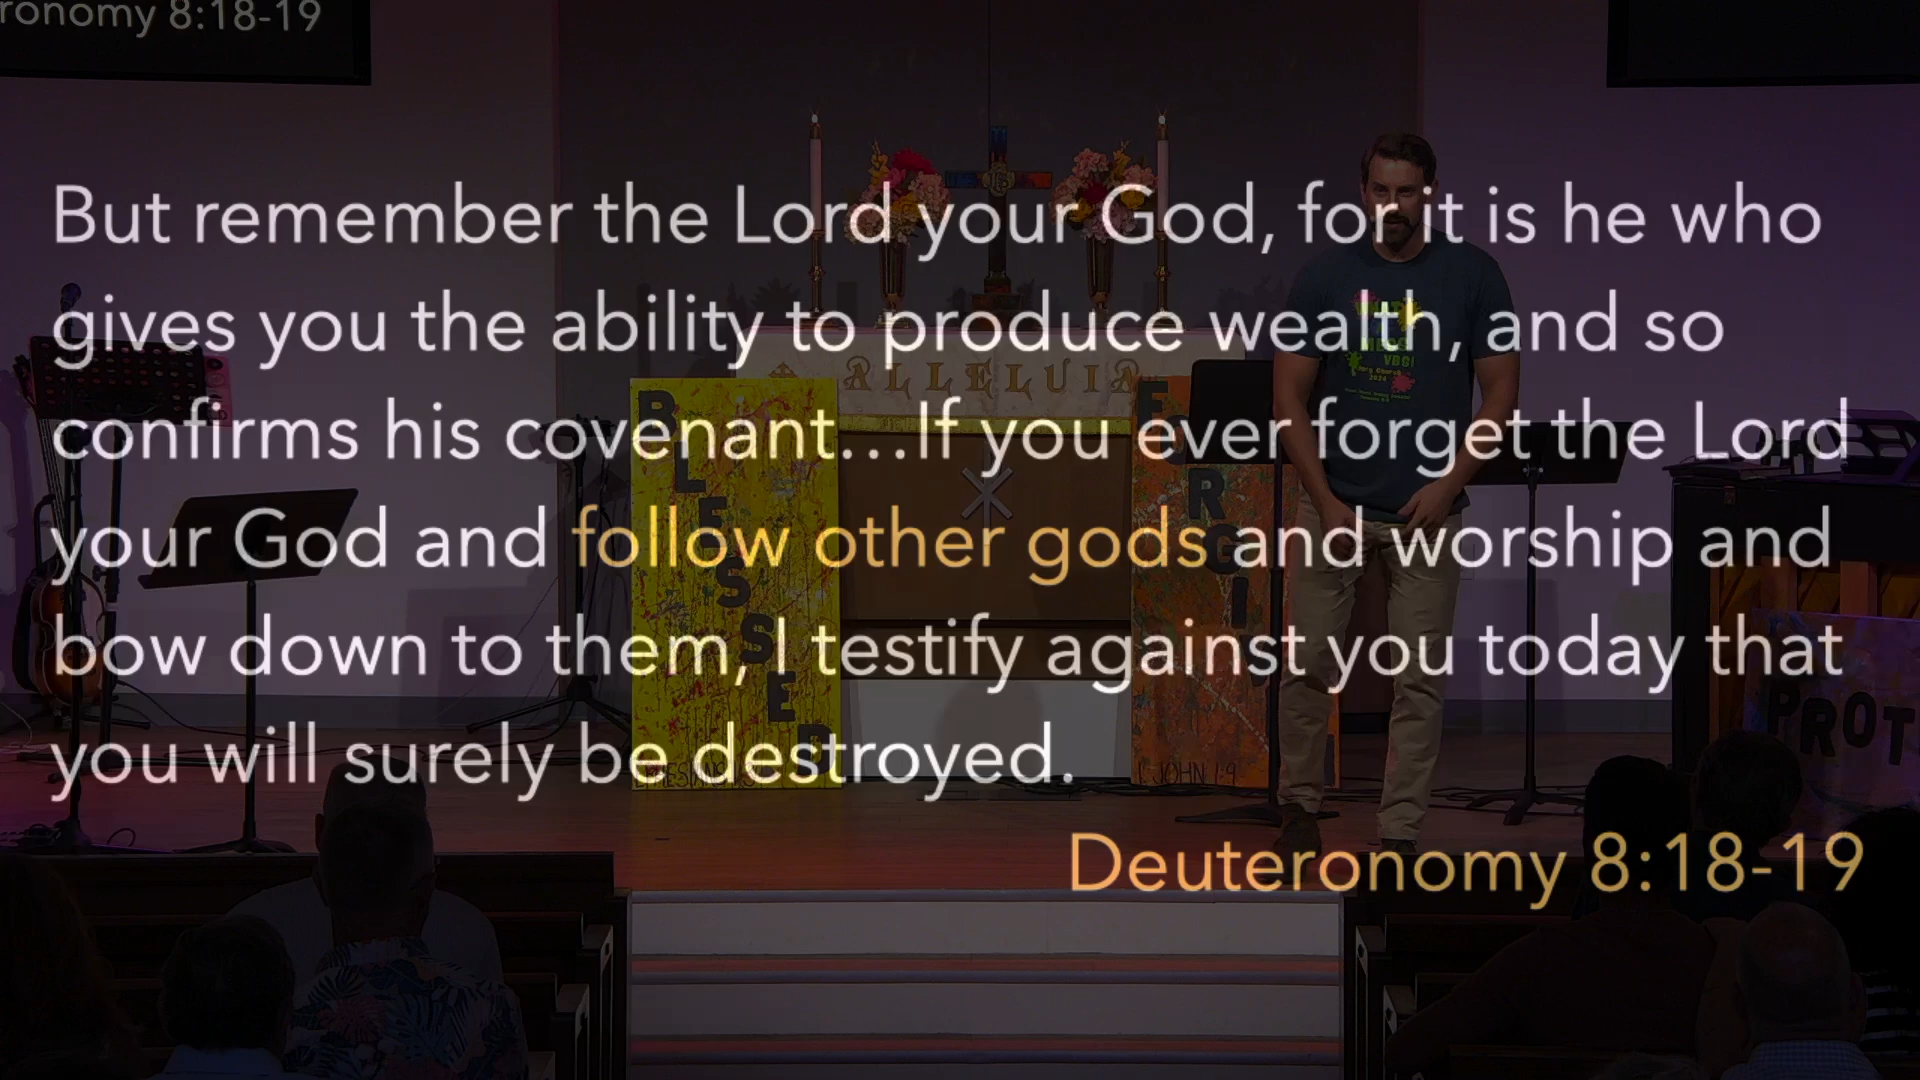 ronomy 8:18-19
But remember the Lord your God, for it is he who
gives you the ability to produce wealth, and so
confirms his covenant...If you ever forget the Lord
your God and follow other gods and worship and
bow down to them, I testify against you today that
you will surely be destroyed.
Deuteronomy 8:18-19
ALLELUIA
BLESSED
FORGI
1 JOHN 1:9
VBS!
2024
PROT